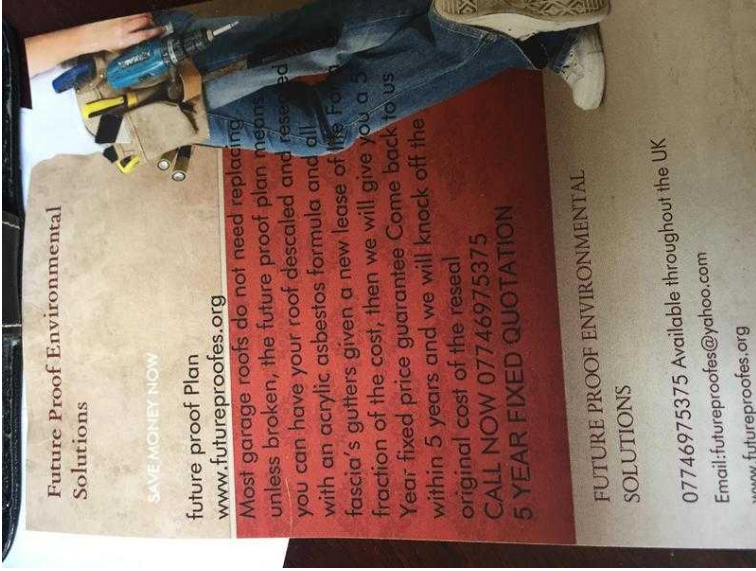 Future Proof Environmental
Solutions
SAVE MONEY NOW
future proof Plan
www.futureproofes.org
Most garage roofs do not need replacing
unless broken, the future proof plan means
you can have your roof descaled and resealed
with an acrylic asbestos formula and all
fascia's gutters given a new lease of life For a
fraction of the cost, then we will give you a 5
Year fixed price guarantee Come back to us
within 5 years and we will knock off the
original cost of the reseal
CALL NOW 07746975375
5 YEAR FIXED QUOTATION
FUTURE PROOF ENVIRONMENTAL
SOLUTIONS
07746975375 Available throughout the UK
Email:futureproofes@yahoo.com
www.futureproofes.org